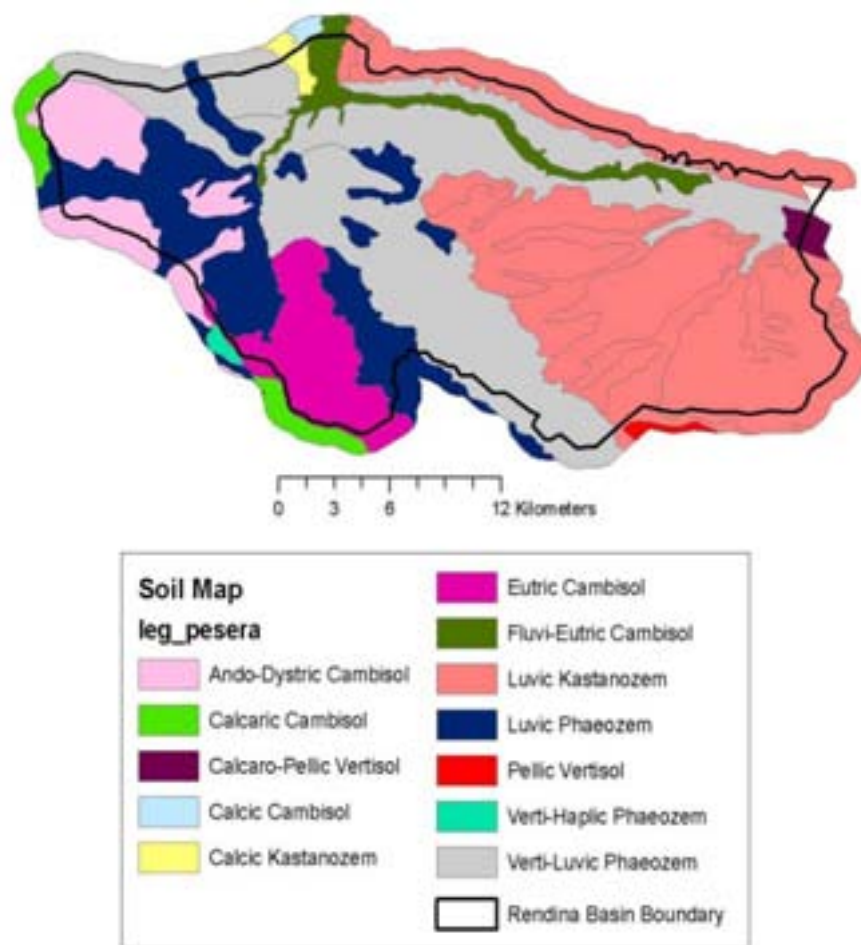 0 3 6 12 Kilometers
Soil Map
leg_pesera
Ando-Dystric Cambisol
Calcaric Cambisol
Calcaro-Pellic Vertisol
Calcic Cambisol
Calcic Kastanozem
Eutric Cambisol
Fluvi-Eutric Cambisol
Luvic Kastanozem
Luvic Phaeozem
Pellic Vertisol
Verti-Haplic Phaeozem
Verti-Luvic Phaeozem
Rendina Basin Boundary